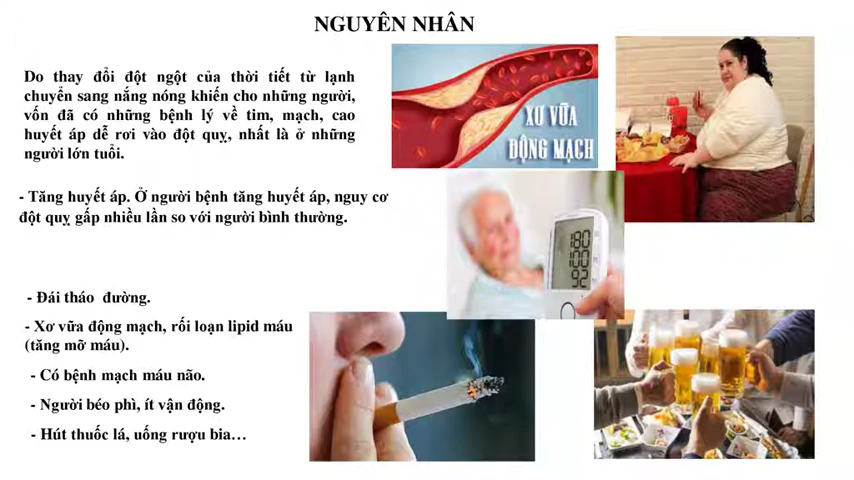 NGUYÊN NHÂN
Do thay đổi đột ngột của thời tiết từ lạnh
chuyển sang nắng nóng khiến cho những người,
vốn đã có những bệnh lý về tim, mạch, cao
huyết áp dễ rơi vào đột quỵ, nhất là ở những
người lớn tuổi.
XƠ VỮA
ĐỘNG MẠCH
- Tăng huyết áp. Ở người bệnh tăng huyết áp, nguy cơ
đột quỵ gấp nhiều lần so với người bình thường.
- Đái tháo đường.
- Xơ vữa động mạch, rối loạn lipid máu
(tăng mỡ máu).
- Có bệnh mạch máu não.
- Người béo phì, ít vận động.
- Hút thuốc lá, uống rượu bia…